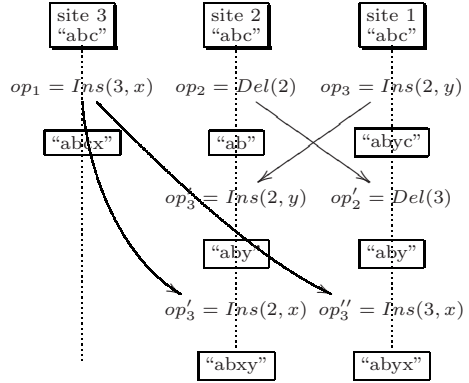 site 3 site 2 site 1
“abc” “abc” “abc”
op₁ = Ins(3, x) op₂ = Del(2) op₃ = Ins(2, y)
“abcx” “ab” “abyc”
op′₃ = Ins(2, y) op′₂ = Del(3)
“aby” “aby”
op′₃ = Ins(2, x) op′′₃ = Ins(3, x)
“abxy” “abyx”